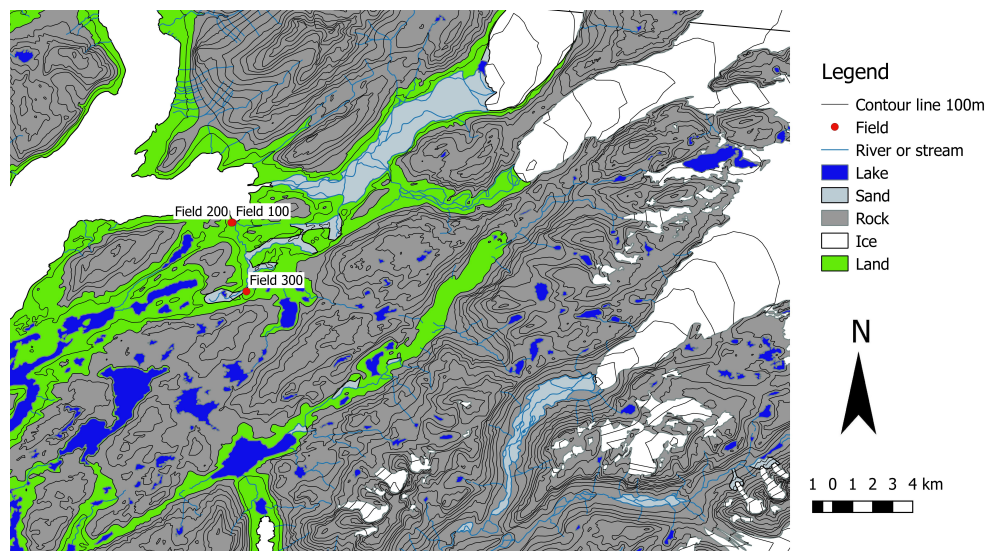 Legend
Contour line 100m
Field
River or stream
Lake
Sand
Rock
Ice
Land
Field 200 Field 100
Field 300
N
1 0 1 2 3 4 km